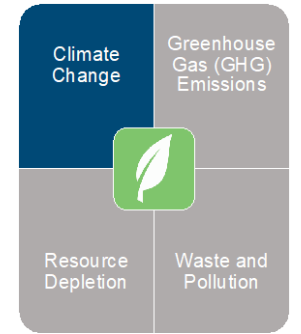 Climate
Change
Greenhouse
Gas (GHG)
Emissions
Resource
Depletion
Waste and
Pollution